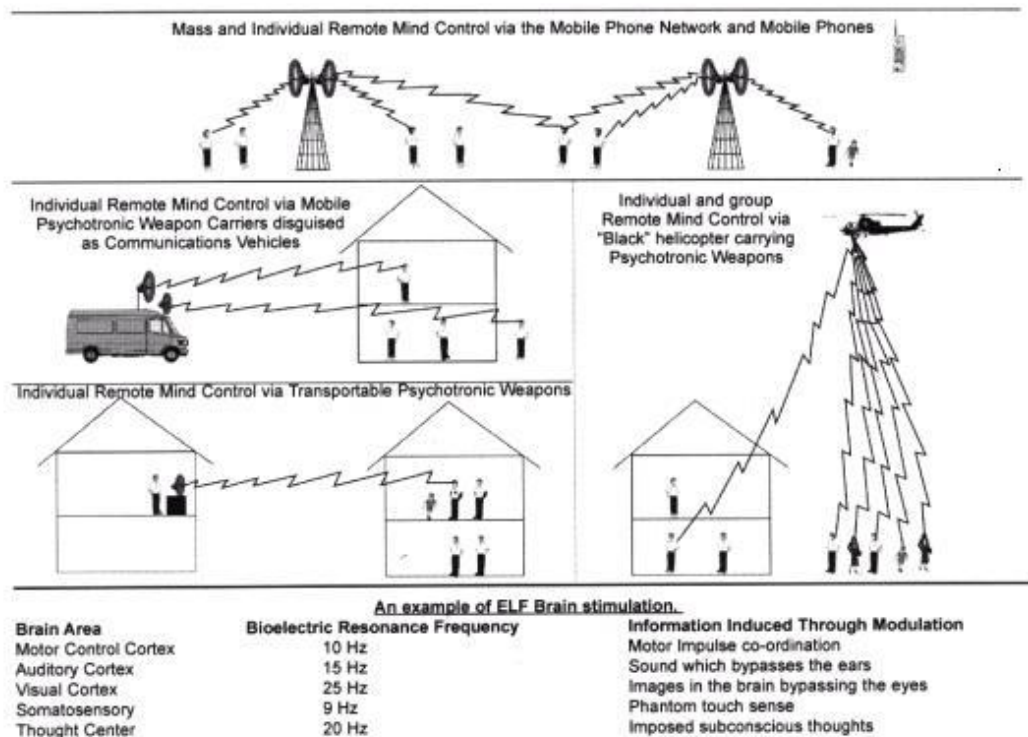 Mass and Individual Remote Mind Control via the Mobile Phone Network and Mobile Phones
Individual Remote Mind Control via Mobile
Psychotronic Weapon Carriers disguised
as Communications Vehicles
Individual and group
Remote Mind Control via
"Black" helicopter carrying
Psychotronic Weapons
Individual Remote Mind Control via Transportable Psychotronic Weapons
An example of ELF Brain stimulation.
Brain Area Bioelectric Resonance Frequency Information Induced Through Modulation
Motor Control Cortex 10 Hz Motor Impulse co-ordination
Auditory Cortex 15 Hz Sound which bypasses the ears
Visual Cortex 25 Hz Images in the brain bypassing the eyes
Somatosensory 9 Hz Phantom touch sense
Thought Center 20 Hz Imposed subconscious thoughts